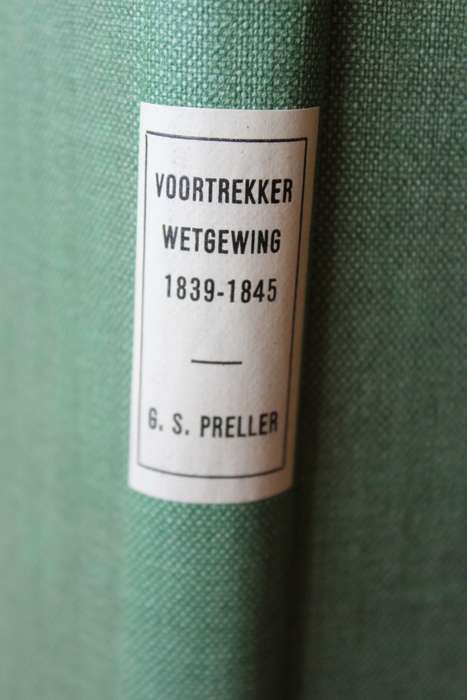 VOORTREKKER
WETGEWING
1839-1845
G. S. PRELLER